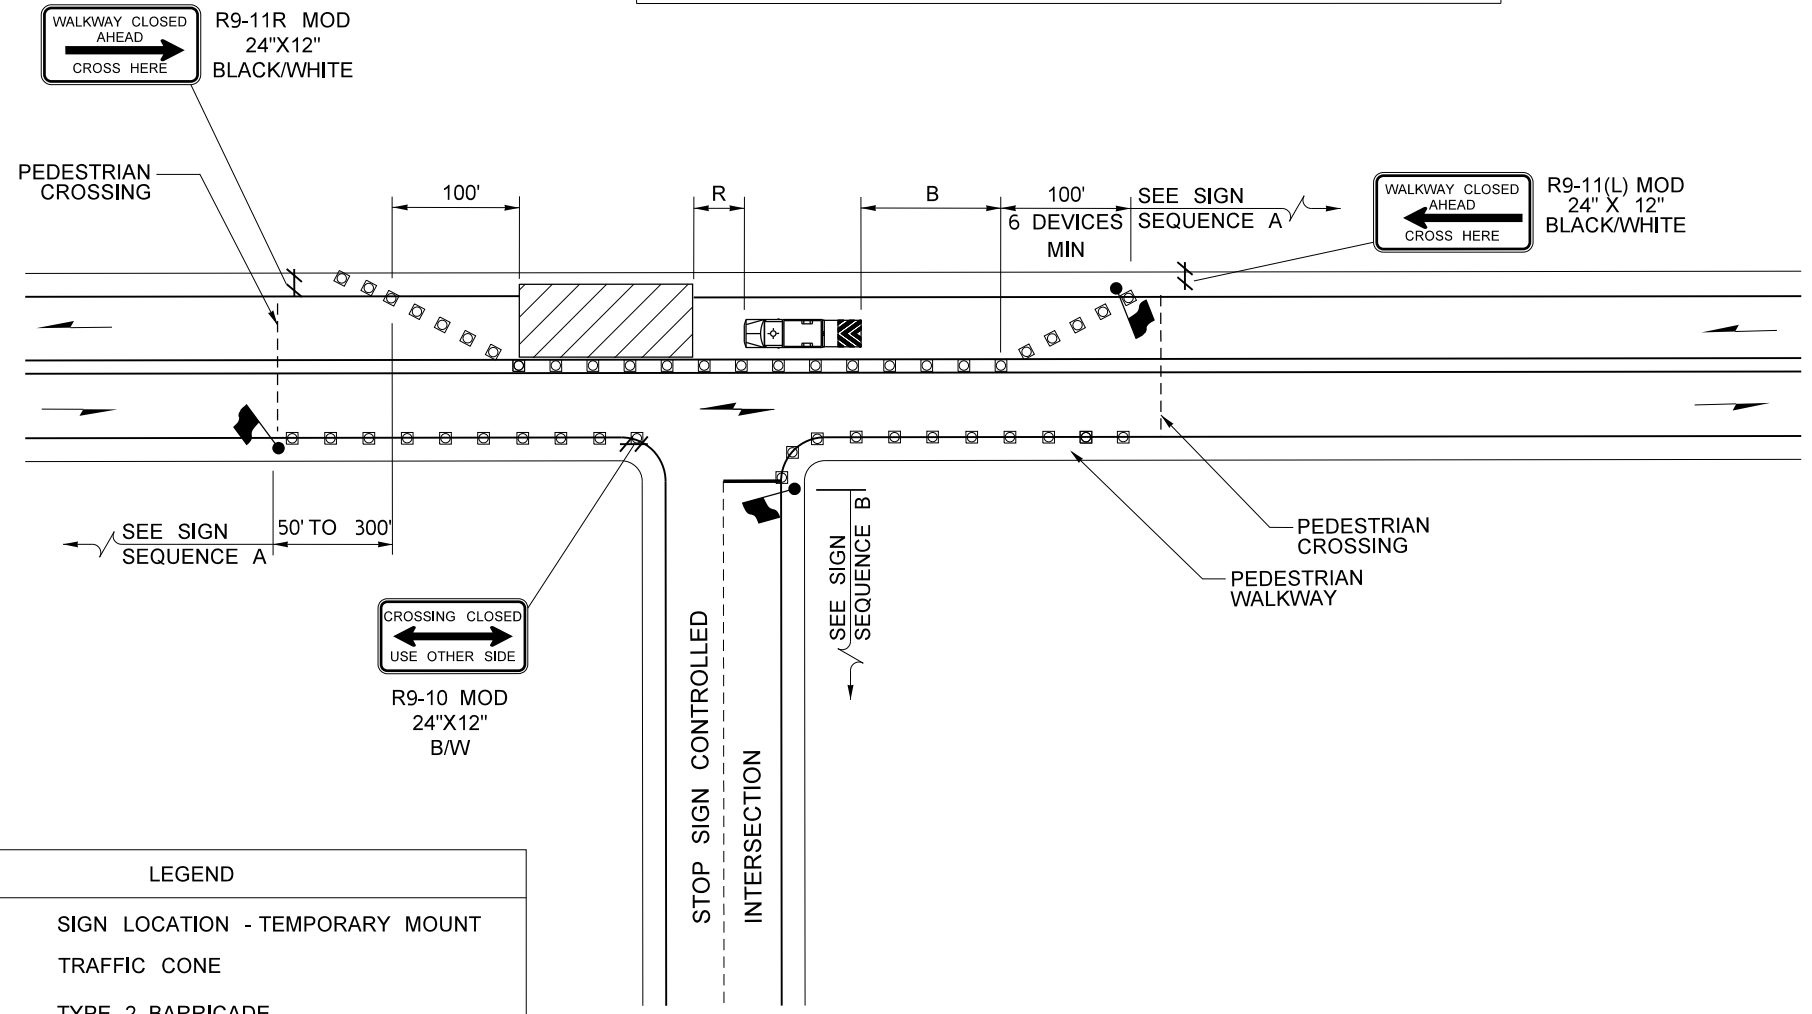 WALKWAY CLOSED
AHEAD
CROSS HERE
R9-11R MOD
24"X12"
BLACK/WHITE
PEDESTRIAN
CROSSING
100'
R
B
100'
6 DEVICES
MIN
SEE SIGN
SEQUENCE A
WALKWAY CLOSED
AHEAD
CROSS HERE
R9-11(L) MOD
24" X 12"
BLACK/WHITE
SEE SIGN
SEQUENCE A
50' TO 300'
CROSSING CLOSED
USE OTHER SIDE
R9-10 MOD
24"X12"
B/W
STOP SIGN CONTROLLED
INTERSECTION
SEE SIGN
SEQUENCE B
PEDESTRIAN
CROSSING
PEDESTRIAN
WALKWAY
LEGEND
SIGN LOCATION - TEMPORARY MOUNT
TRAFFIC CONE
TYPE 2 BARRICADE